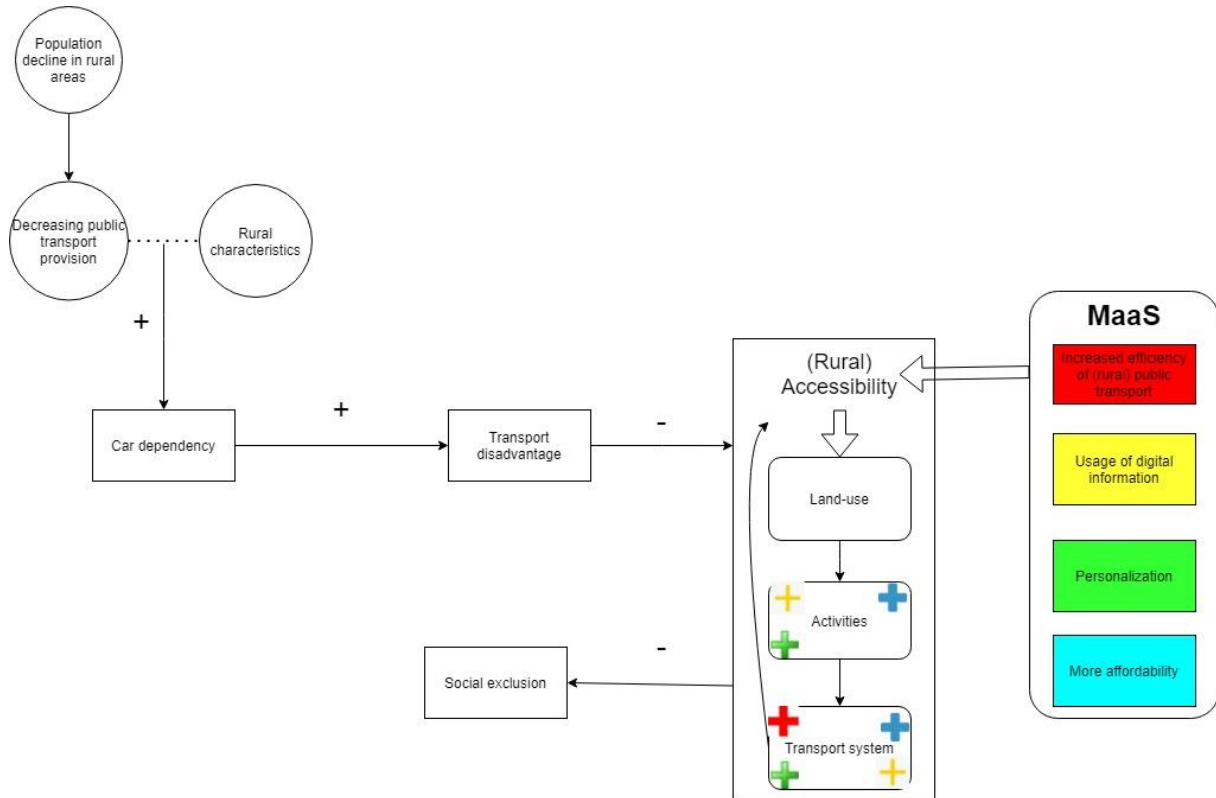 Population
decline in rural
areas
Decreasing public
transport
provision
Rural
characteristics
+
Car dependency
+
Transport
disadvantage
-
(Rural)
Accessibility
Land-use
Activities
Transport system
-
Social exclusion
MaaS
Increased efficiency
of (rural) public
transport
Usage of digital
information
Personalization
More affordability